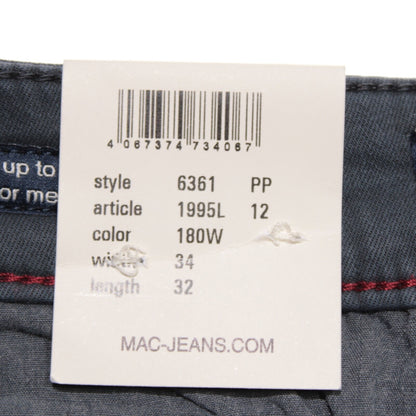 4 067374 734067
up to
or me
style 6361 PP
article 1995L 12
color 180W
width 34
length 32
MAC-JEANS.COM